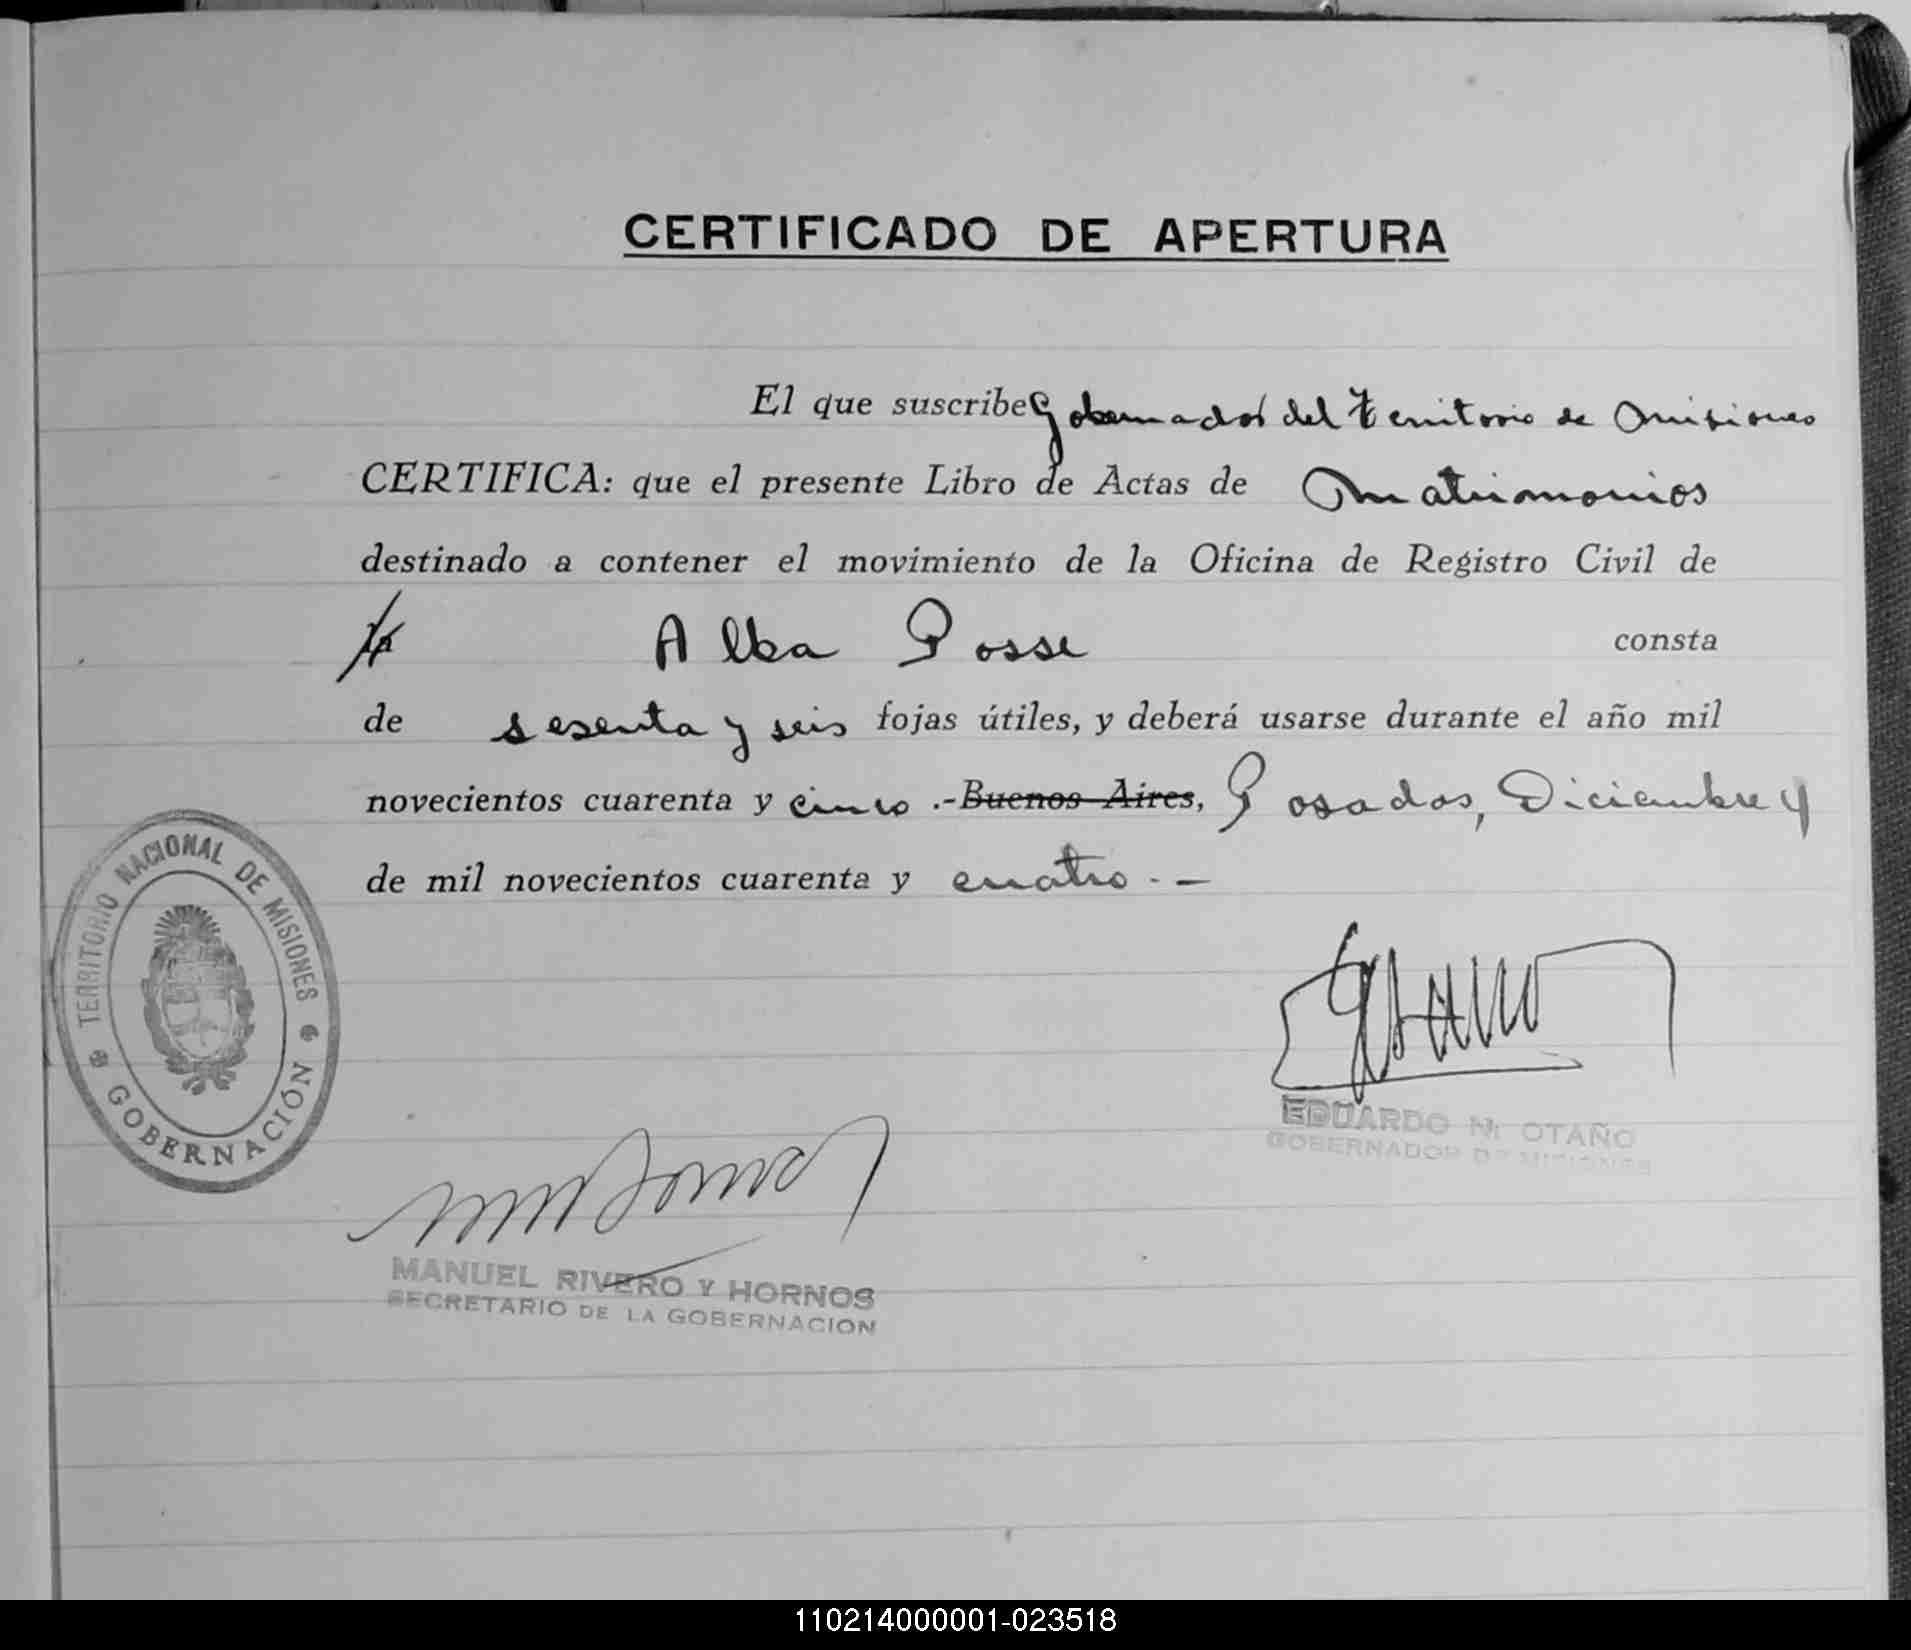 CERTIFICADO DE APERTURA
El que suscribe Gobernador del Territorio de Misiones
CERTIFICA: que el presente Libro de Actas de Matrimonios
destinado a contener el movimiento de la Oficina de Registro Civil de
Alba Posse consta
de sesenta y seis fojas útiles, y deberá usarse durante el año mil
novecientos cuarenta y cinco .-Buenos Aires, Posadas, Diciembre 4
de mil novecientos cuarenta y cuatro.-
TERRITORIO NACIONAL DE MISIONES
GOBERNACIÓN
EDUARDO N. OTAÑO
GOBERNADOR DE MISIONES
MANUEL RIVERO Y HORNOS
SECRETARIO DE LA GOBERNACION
110214000001-023518